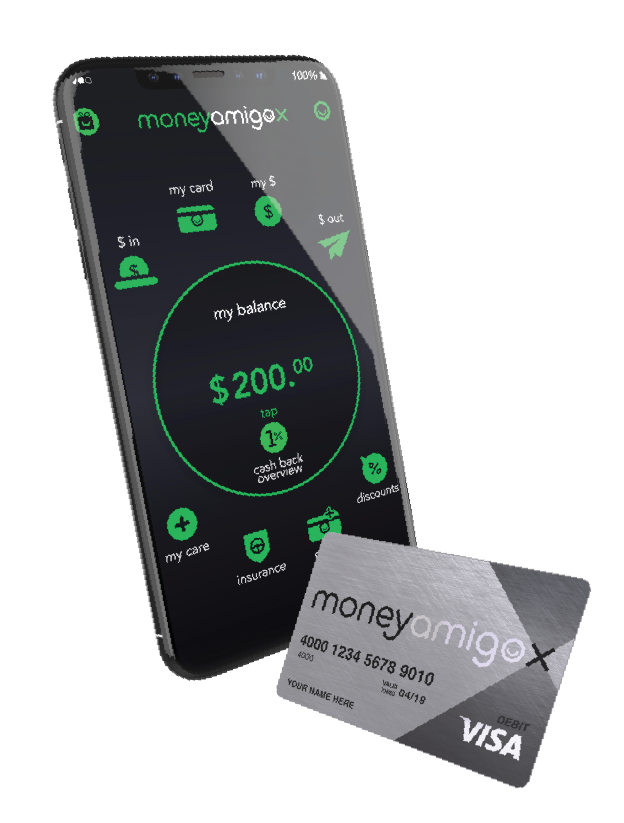 100%
moneyamigox
my card
my $
$ in
$ out
my balance
$200.00
tap
1%
cash back
overview
discounts
my care
insurance
moneyamigox
4000 1234 5678 9010
4000
VALID
THRU
04/19
YOUR NAME HERE
DEBIT
VISA